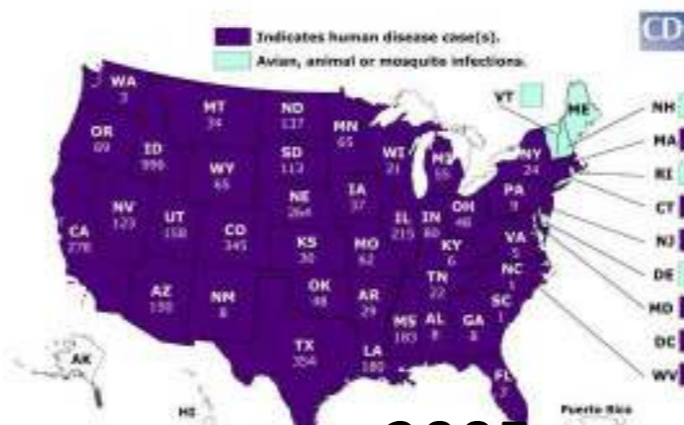 Indicates human disease case(s).
Avian, animal or mosquito infections.
CD
WA
3
MT
34
ND
137
MN
65
VT
ME
NH
OR
69
ID
996
WY
65
SD
113
WI
21
MI
55
NY
24
MA
RI
NE
264
IA
37
PA
9
CT
NV
123
UT
158
CO
345
IL
215
IN
80
OH
48
NJ
CA
278
KS
30
MO
62
KY
6
VA
5
DE
MD
AZ
150
NM
8
OK
48
AR
29
TN
22
NC
1
SC
1
DC
MS
183
AL
8
GA
8
WV
TX
354
LA
180
FL
AK
HI
Puerto Rico